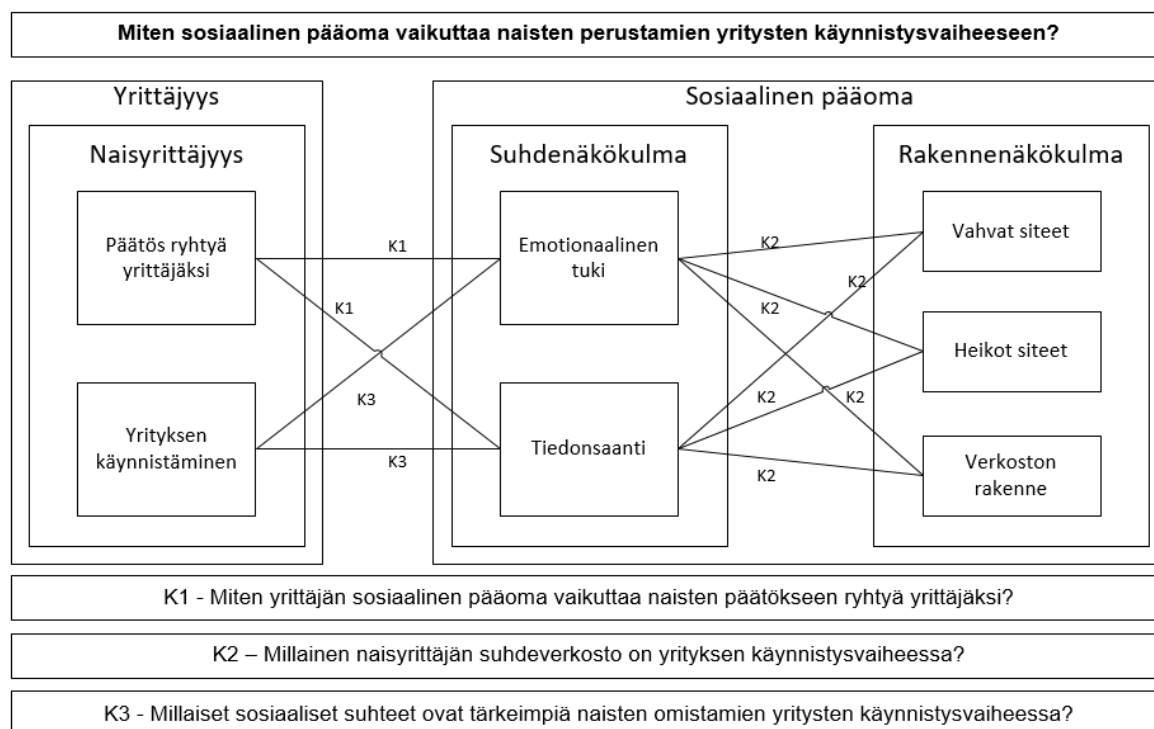 Miten sosiaalinen pääoma vaikuttaa naisten perustamien yritysten käynnistysvaiheeseen?
Yrittäjyys
Sosiaalinen pääoma
Naisyrittäjyys
Suhdenäkökulma
Rakennenäkökulma
Päätös ryhtyä
yrittäjäksi
K1
Emotionaalinen
tuki
K2
Vahvat siteet
K2
K1
K2
Heikot siteet
K3
K2
K2
Yrityksen
käynnistäminen
K3
Tiedonsaanti
K2
Verkoston
rakenne
K1 - Miten yrittäjän sosiaalinen pääoma vaikuttaa naisten päätökseen ryhtyä yrittäjäksi?
K2 – Millainen naisyrittäjän suhdeverkosto on yrityksen käynnistysvaiheessa?
K3 - Millaiset sosiaaliset suhteet ovat tärkeimpiä naisten omistamien yritysten käynnistysvaiheessa?